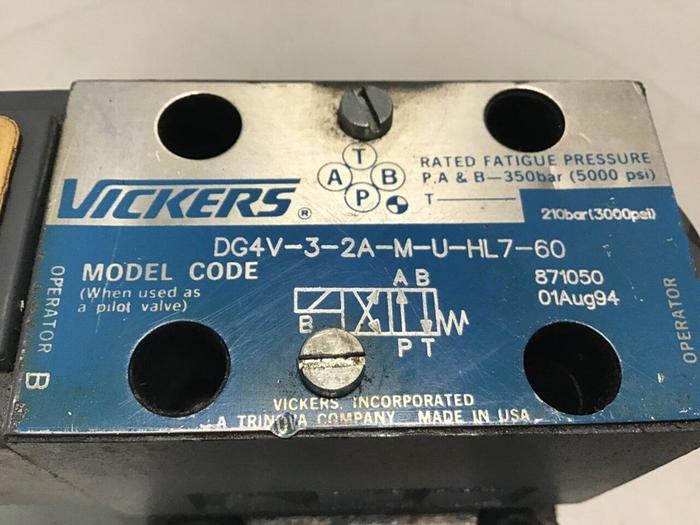 T
A B
P
RATED FATIGUE PRESSURE
P.A & B—350bar (5000 psi)
T
210bar(3000psi)
VICKERS®
DG4V-3-2A-M-U-HL7-60
MODEL CODE
(When used as
a pilot valve)
871050
01Aug94
A B
B
P T
OPERATOR B
OPERATOR
VICKERS, INCORPORATED
A TRINOVA COMPANY MADE IN USA